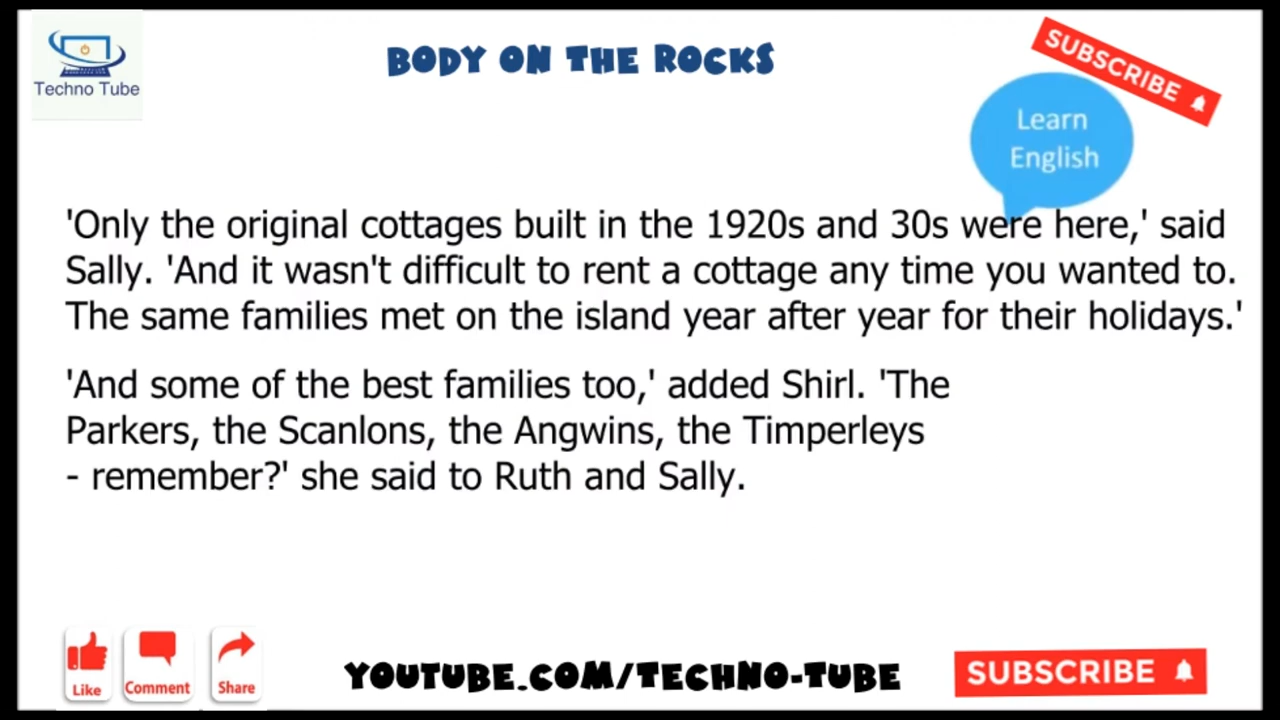 Techno Tube
BODY ON THE ROCKS
SUBSCRIBE
Learn
English
'Only the original cottages built in the 1920s and 30s were here,' said
Sally. 'And it wasn't difficult to rent a cottage any time you wanted to.
The same families met on the island year after year for their holidays.'
'And some of the best families too,' added Shirl. 'The
Parkers, the Scanlons, the Angwins, the Timperleys
- remember?' she said to Ruth and Sally.
Like
Comment
Share
YOUTUBE.COM/TECHNO-TUBE
SUBSCRIBE